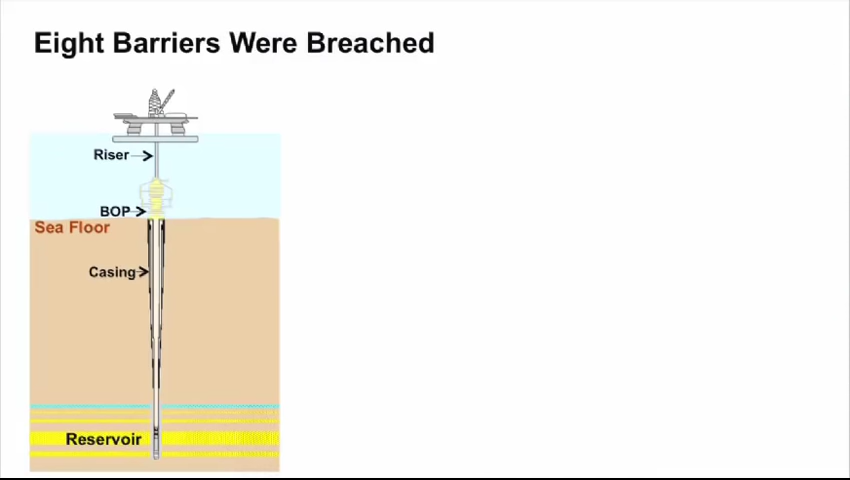 Eight Barriers Were Breached
Riser
BOP
Sea Floor
Casing
Reservoir